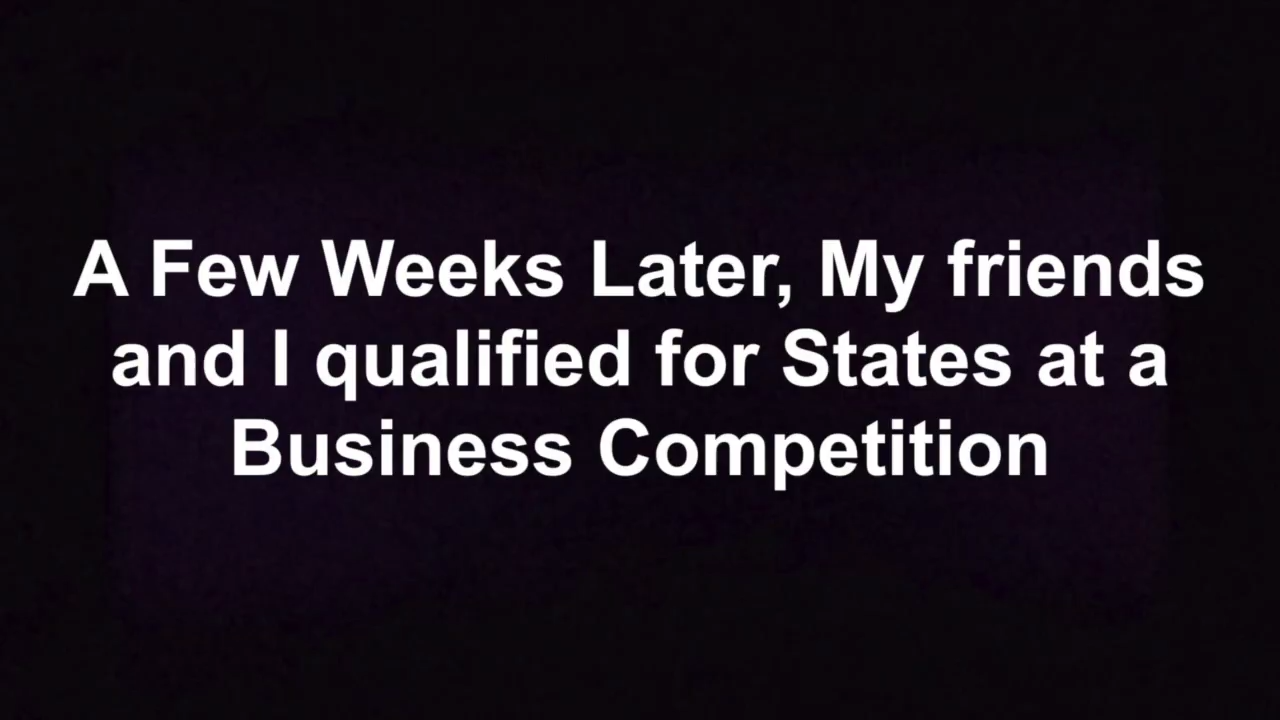 A Few Weeks Later, My friends
and I qualified for States at a
Business Competition